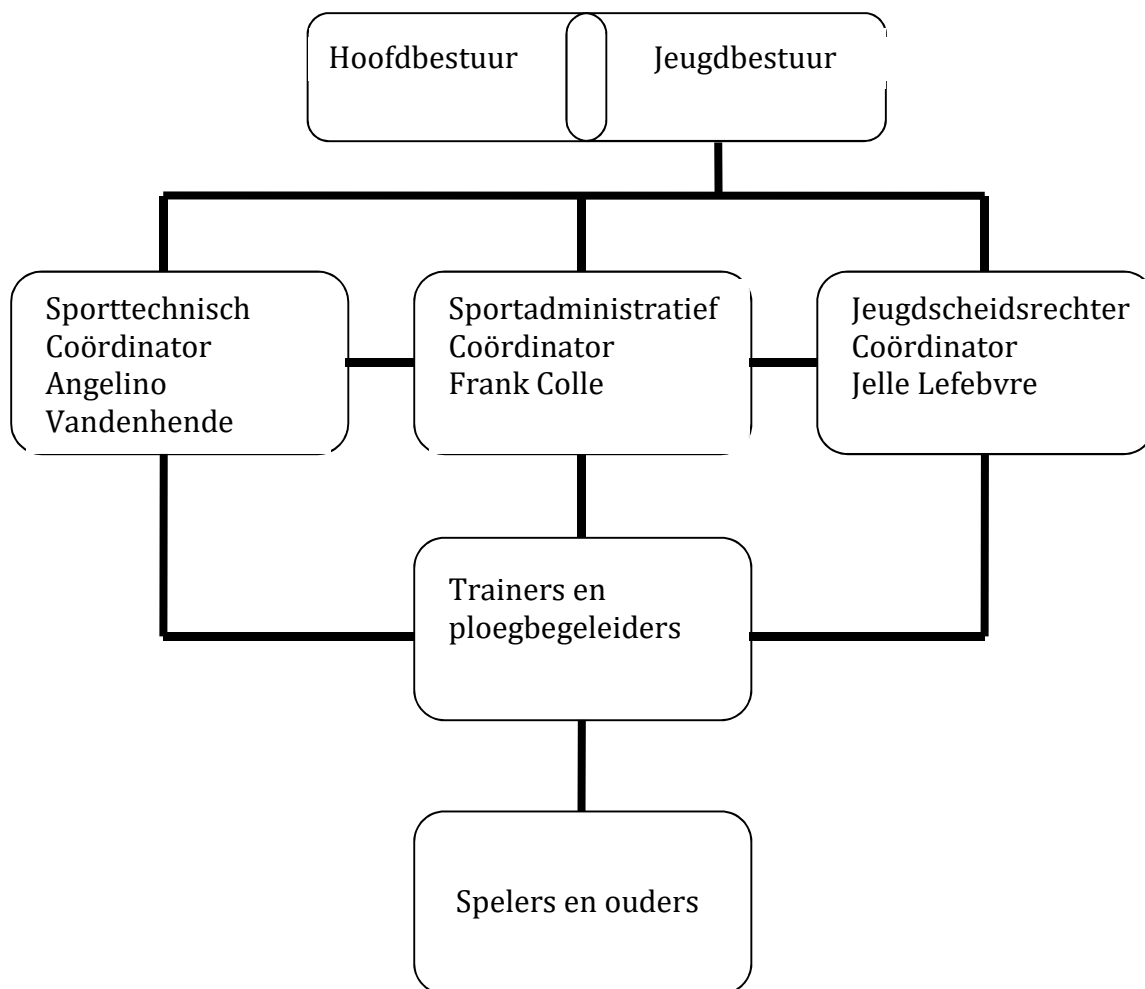 Hoofdbestuur
Jeugdbestuur
Sporttechnisch
Coördinator
Angelino
Vandenhende
Sportadministratief
Coördinator
Frank Colle
Jeugdscheidsrechter
Coördinator
Jelle Lefebvre
Trainers en
ploegbegeleiders
Spelers en ouders